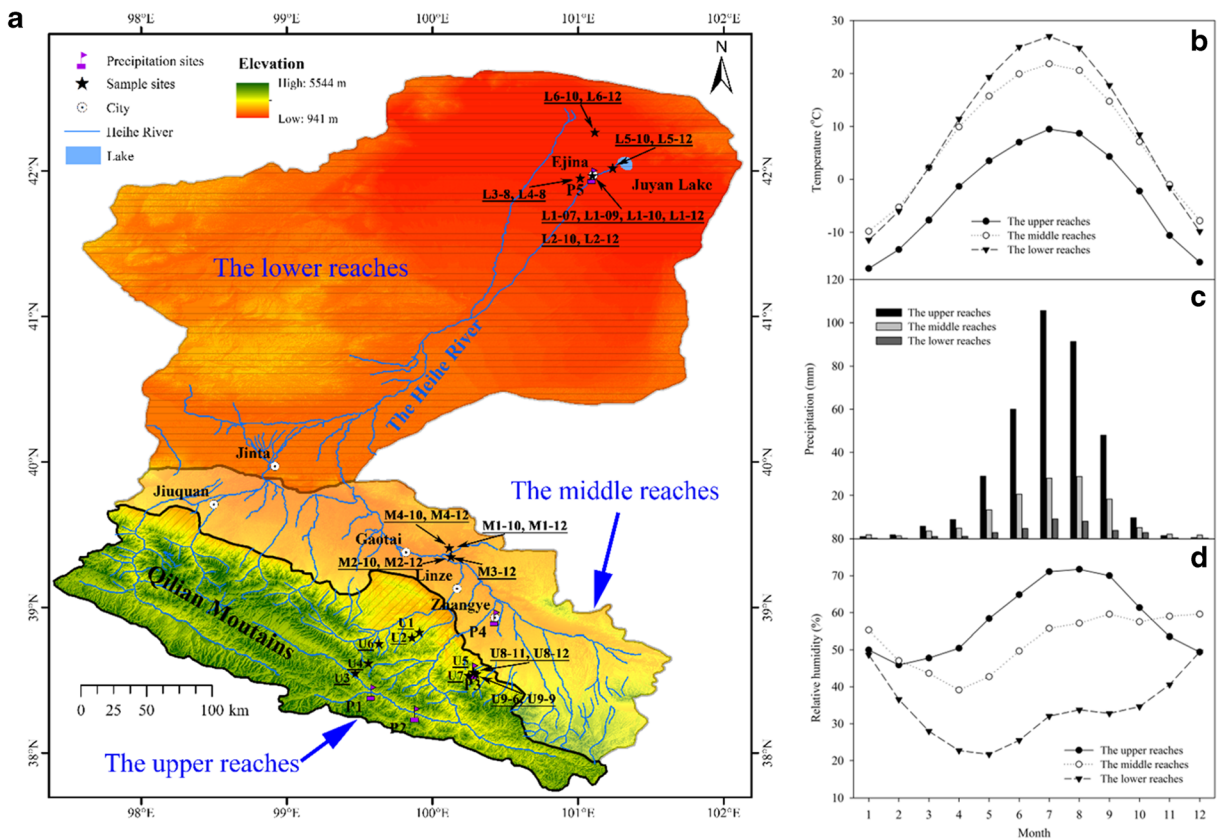 a
98°E 99°E 100°E 101°E 102°E
N
Precipitation sites
Sample sites
City
Heihe River
Lake
Elevation
High: 5544 m
Low: 941 m
L6-10, L6-12
L5-10, L5-12
Ejina
P5
Juyan Lake
L3-8, L4-8
L1-07, L1-09, L1-10, L1-12
L2-10, L2-12
The lower reaches
The Heihe River
42°N
42°N
41°N
41°N
40°N
40°N
39°N
39°N
38°N
38°N
Jinta
Jiuquan
The middle reaches
M4-10, M4-12
M1-10, M1-12
Gaotai
M2-10, M2-12
M3-12
Linze
Zhangye
P4
Qilian Moutains
U1
U2
U6
U4
U3
U5
U7
U8-11, U8-12
P3
U9-6, U9-9
P1
P2
0 25 50 100 km
The upper reaches
98°E 99°E 100°E 101°E 102°E
b
Temperature (°C)
30
20
10
0
-10
The upper reaches
The middle reaches
The lower reaches
c
Precipitation (mm)
120
100
80
60
40
20
80
The upper reaches
The middle reaches
The lower reaches
d
Relative humidity (%)
70
60
50
40
30
20
10
The upper reaches
The middle reaches
The lower reaches
1 2 3 4 5 6 7 8 9 10 11 12
Month